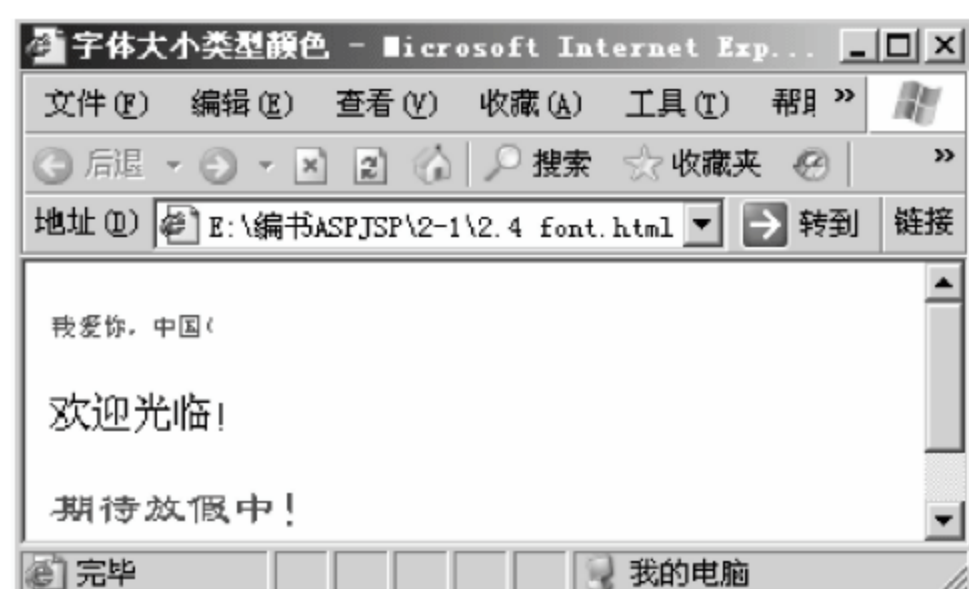 字体大小类型颜色 - Microsoft Internet Exp...
文件(F) 编辑(E) 查看(V) 收藏(A) 工具(T) 帮助 »
后退 搜索 收藏夹 »
地址(D) E:\编书ASPJSP\2-1\2.4 font.html 转到 链接
我爱你，中国
欢迎光临!
期待放假中!
完毕 我的电脑